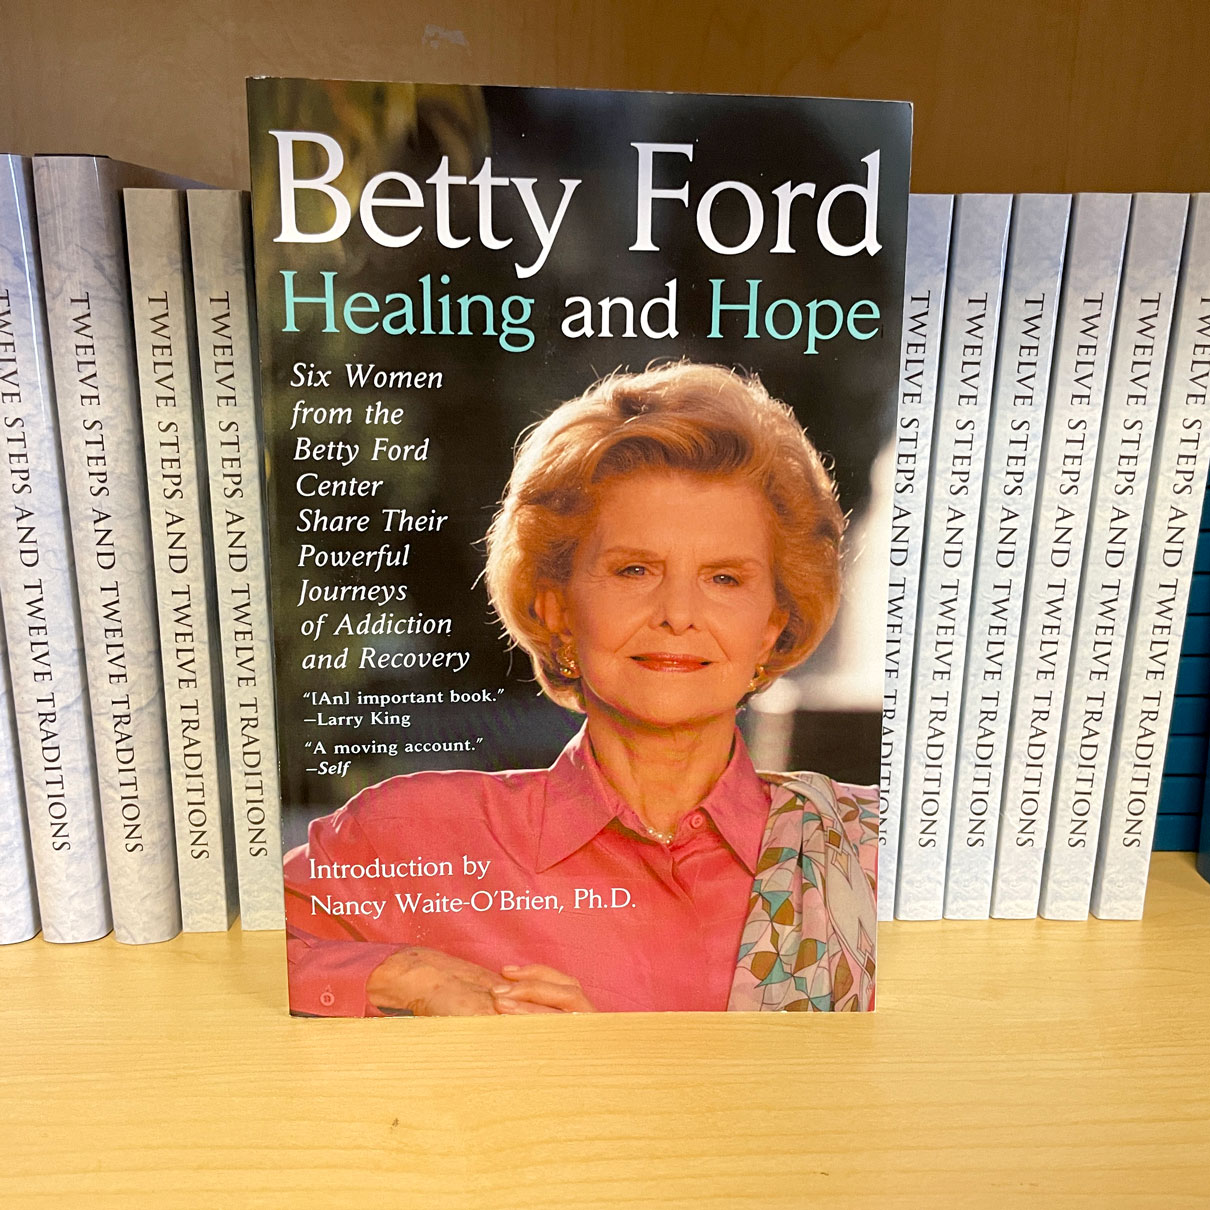 Betty Ford
Healing and Hope
Six Women
from the
Betty Ford
Center
Share Their
Powerful
Journeys
of Addiction
and Recovery
“[An] important book.”
—Larry King
“A moving account.”
—Self
Introduction by
Nancy Waite-O’Brien, Ph.D.
TWELVE STEPS AND TWELVE TRADITIONS
TWELVE STEPS AND TWELVE TRADITIONS
TWELVE STEPS AND TWELVE TRADITIONS
TWELVE STEPS AND TWELVE TRADITIONS
TWELVE STEPS AND TWELVE TRADITIONS
TWELVE STEPS AND TWELVE TRADITIONS
TWELVE STEPS AND TWELVE TRADITIONS
TWELVE STEPS AND TWELVE TRADITIONS
TWELVE STEPS AND TWELVE TRADITIONS
TWELVE STEPS AND TWELVE TRADITIONS